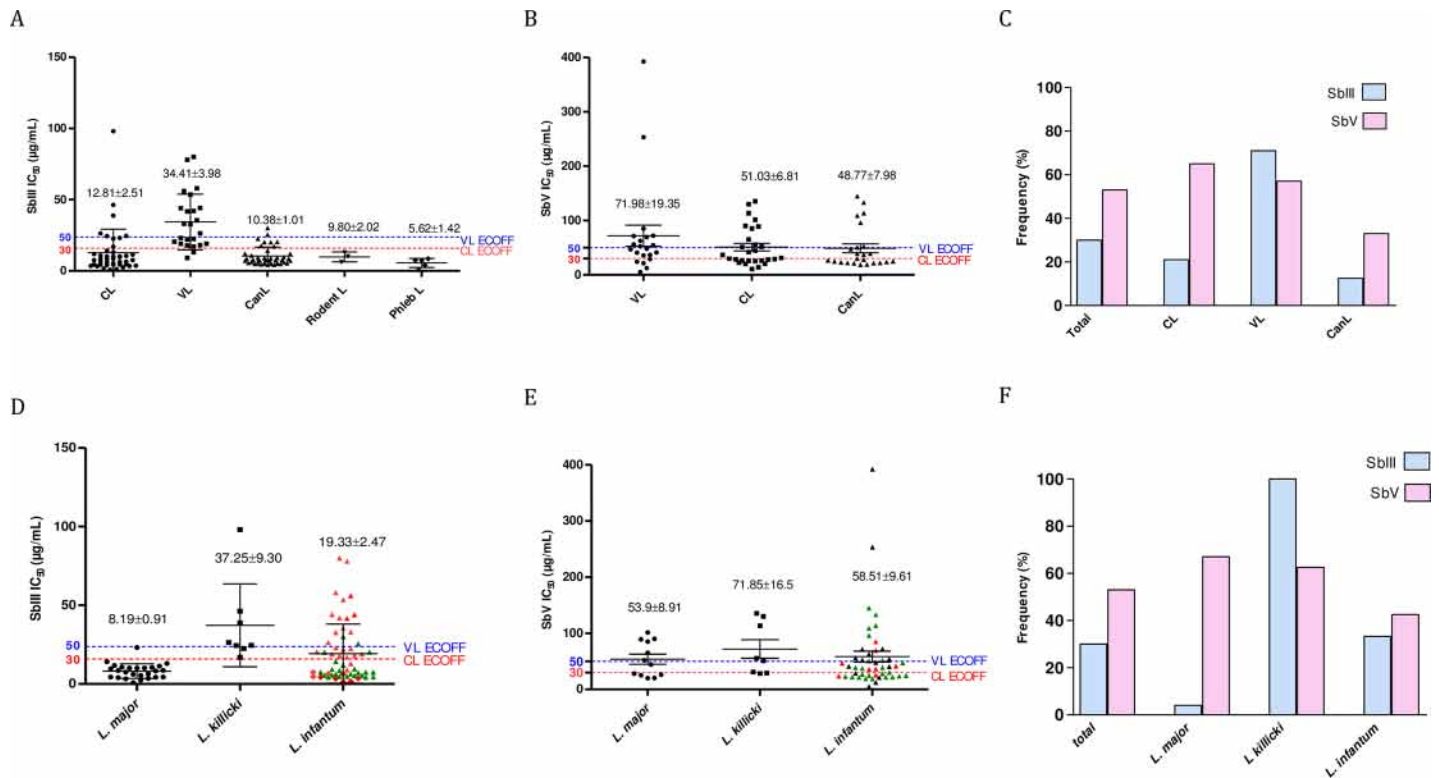 A
SbIII IC50 (µg/mL)
150
100
50
0
50
30
12.81±2.51
34.41±3.98
10.38±1.01
9.80±2.02
5.62±1.42
VL ECOFF
CL ECOFF
CL
VL
CanL
Rodent L
Phleb L
B
SbV IC50 (µg/mL)
400
300
200
100
0
50
30
71.98±19.35
51.03±6.81
48.77±7.98
VL ECOFF
CL ECOFF
VL
CL
CanL
C
Frequency (%)
100
80
60
40
20
0
SbIII
SbV
Total
CL
VL
CanL
D
SbIII IC50 (µg/mL)
150
100
50
0
50
30
8.19±0.91
37.25±9.30
19.33±2.47
VL ECOFF
CL ECOFF
L. major
L. killicki
L. infantum
E
SbV IC50 (µg/mL)
400
300
200
100
0
50
30
53.9±8.91
71.85±16.5
58.51±9.61
VL ECOFF
CL ECOFF
L. major
L. killicki
L. infantum
F
Frequency (%)
100
80
60
40
20
0
SbIII
SbV
total
L. major
L killicki
L. infantum